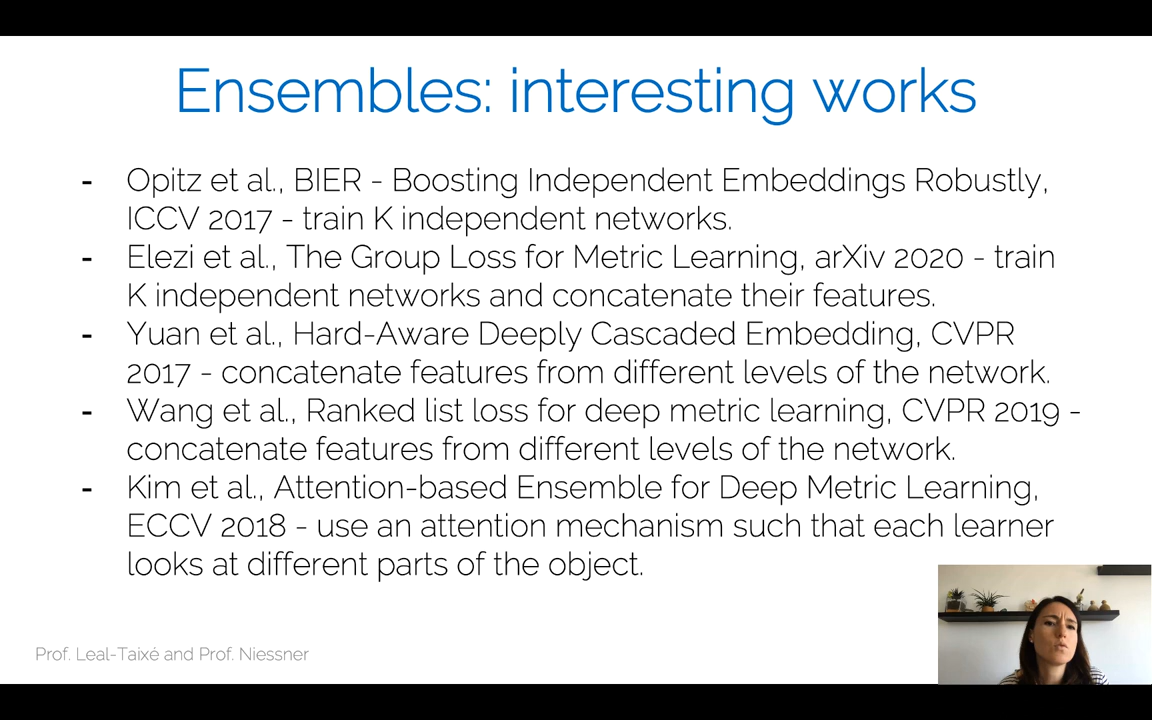 Ensembles: interesting works
- Opitz et al., BIER - Boosting Independent Embeddings Robustly,
ICCV 2017 - train K independent networks.
- Elezi et al., The Group Loss for Metric Learning, arXiv 2020 - train
K independent networks and concatenate their features.
- Yuan et al., Hard-Aware Deeply Cascaded Embedding, CVPR
2017 - concatenate features from different levels of the network.
- Wang et al., Ranked list loss for deep metric learning, CVPR 2019 -
concatenate features from different levels of the network.
- Kim et al., Attention-based Ensemble for Deep Metric Learning,
ECCV 2018 - use an attention mechanism such that each learner
looks at different parts of the object.
Prof. Leal-Taixé and Prof. Niessner